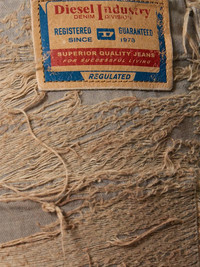 Diesel Industry
DENIM DIVISION
REGISTERED D GUARANTEED
SINCE 1978
SUPERIOR QUALITY JEANS
FOR SUCCESSFUL LIVING
REGULATED